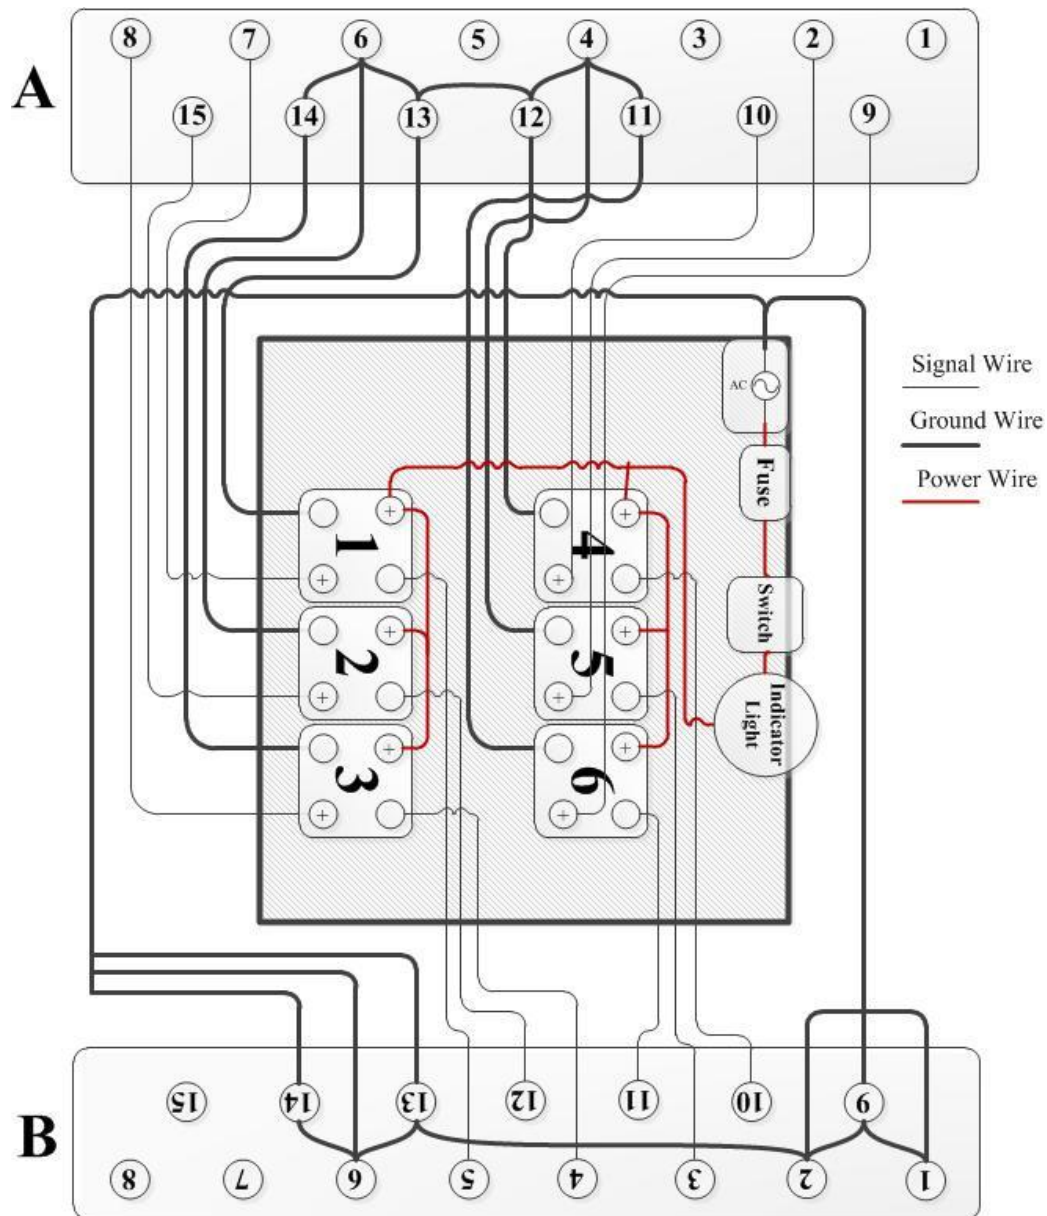 8 7 6 5 4 3 2 1
A
15 14 13 12 11 10 9
Signal Wire
AC
Ground Wire
Fuse
Power Wire
1 4
Switch
2 5
Indicator
Light
3 6
15 14 13 12 11 10 9
B
8 7 6 5 4 3 2 1